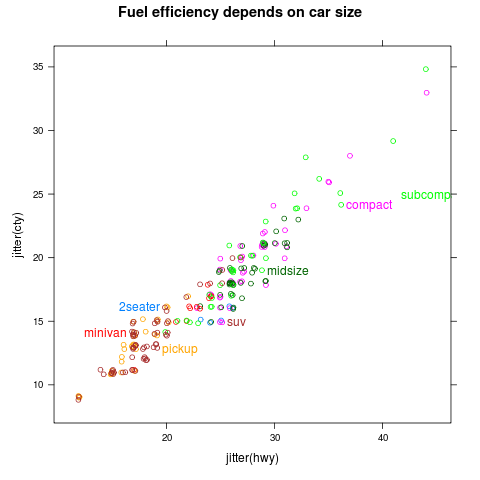 Fuel efficiency depends on car size
35
30
25
20
15
10
jitter(cty)
subcomp
compact
midsize
2seater
suv
minivan
pickup
20
30
40
jitter(hwy)